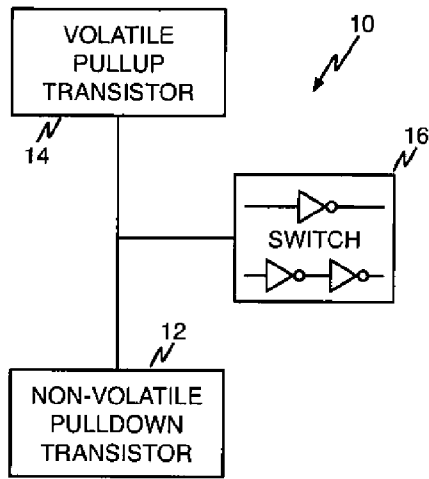 VOLATILE
PULLUP
TRANSISTOR
10
14
16
SWITCH
12
NON-VOLATILE
PULLDOWN
TRANSISTOR